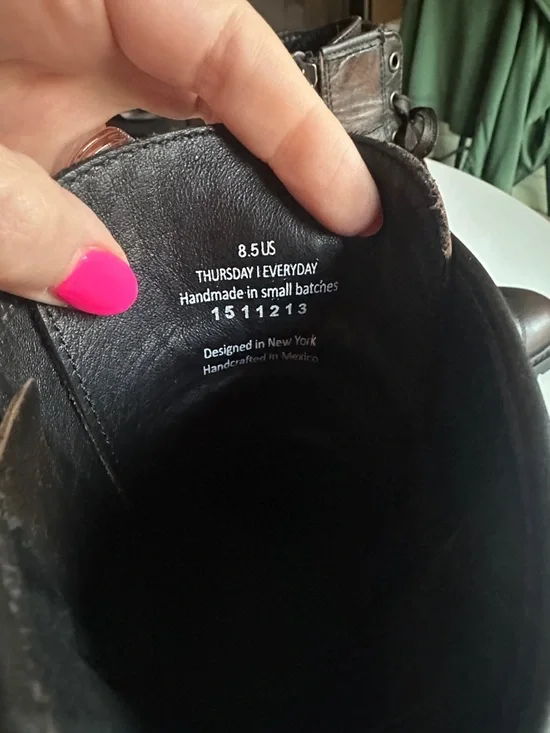 8.5 US
THURSDAY | EVERYDAY
Handmade in small batches
1511213
Designed in New York
Handcrafted in Mexico